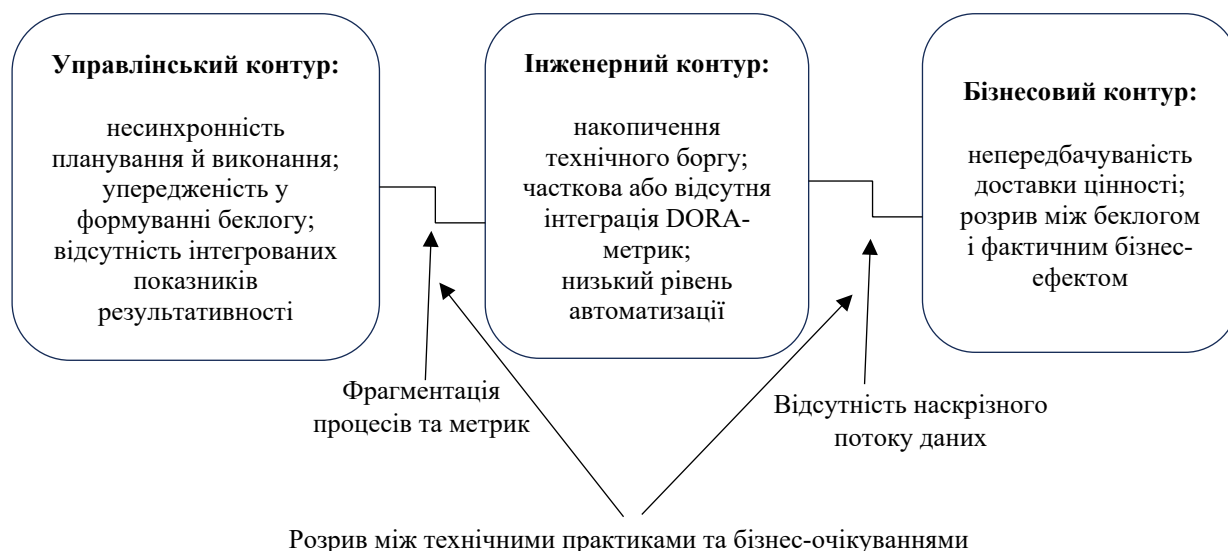 Управлінський контур:
несинхронність
планування й виконання;
упередженість у
формуванні беклогу;
відсутність інтегрованих
показників
результативності
Інженерний контур:
накопичення
технічного боргу;
часткова або відсутня
інтеграція DORA-
метрик;
низький рівень
автоматизації
Бізнесовий контур:
непередбачуваність
доставки цінності;
розрив між беклогом
і фактичним бізнес-
ефектом
Фрагментація
процесів та метрик
Відсутність наскрізного
потоку даних
Розрив між технічними практиками та бізнес-очікуваннями